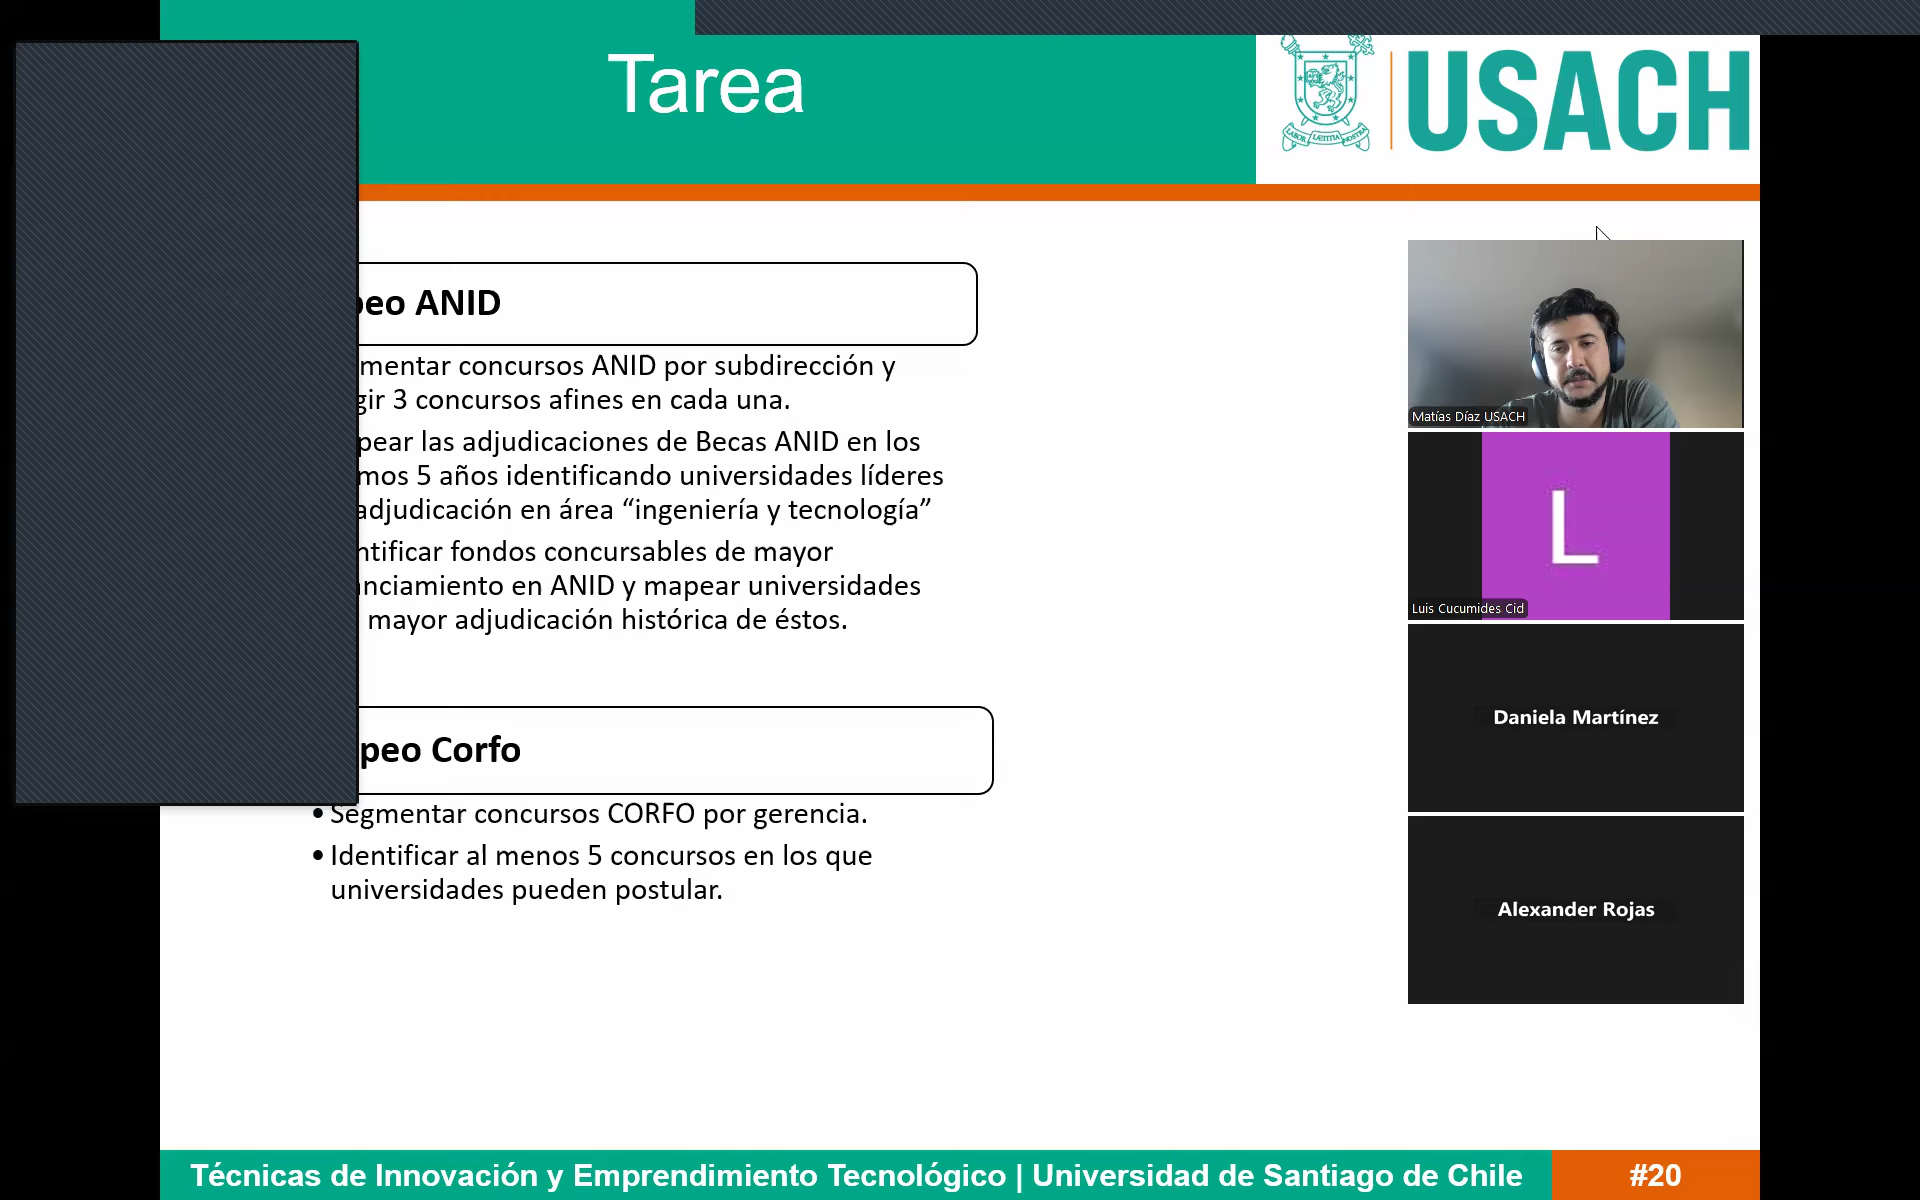 Tarea
LABOR LÆTITIA NOSTRA
USACH
peo ANID
mentar concursos ANID por subdirección y
gir 3 concursos afines en cada una.
pear las adjudicaciones de Becas ANID en los
mos 5 años identificando universidades líderes
adjudicación en área “ingeniería y tecnología”
ntificar fondos concursables de mayor
nciamiento en ANID y mapear universidades
mayor adjudicación histórica de éstos.
peo Corfo
• Segmentar concursos CORFO por gerencia.
• Identificar al menos 5 concursos en los que
universidades pueden postular.
Matías Díaz USACH
L
Luis Cucumides Cid
Daniela Martínez
Alexander Rojas
Técnicas de Innovación y Emprendimiento Tecnológico | Universidad de Santiago de Chile
#20